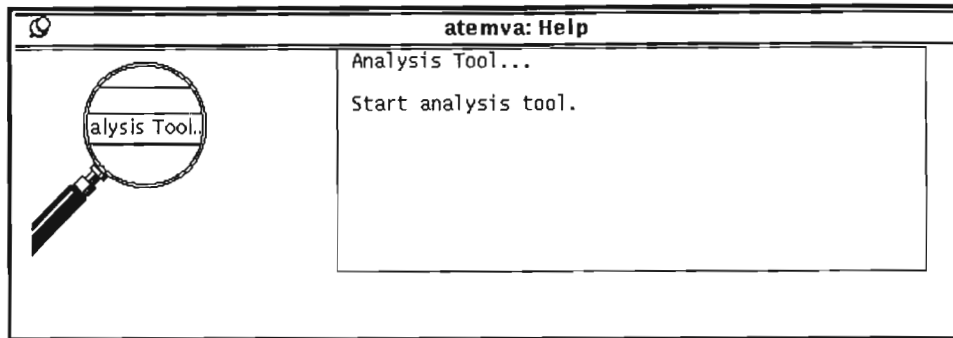 atemva: Help
alysis Tool..
Analysis Tool...
Start analysis tool.